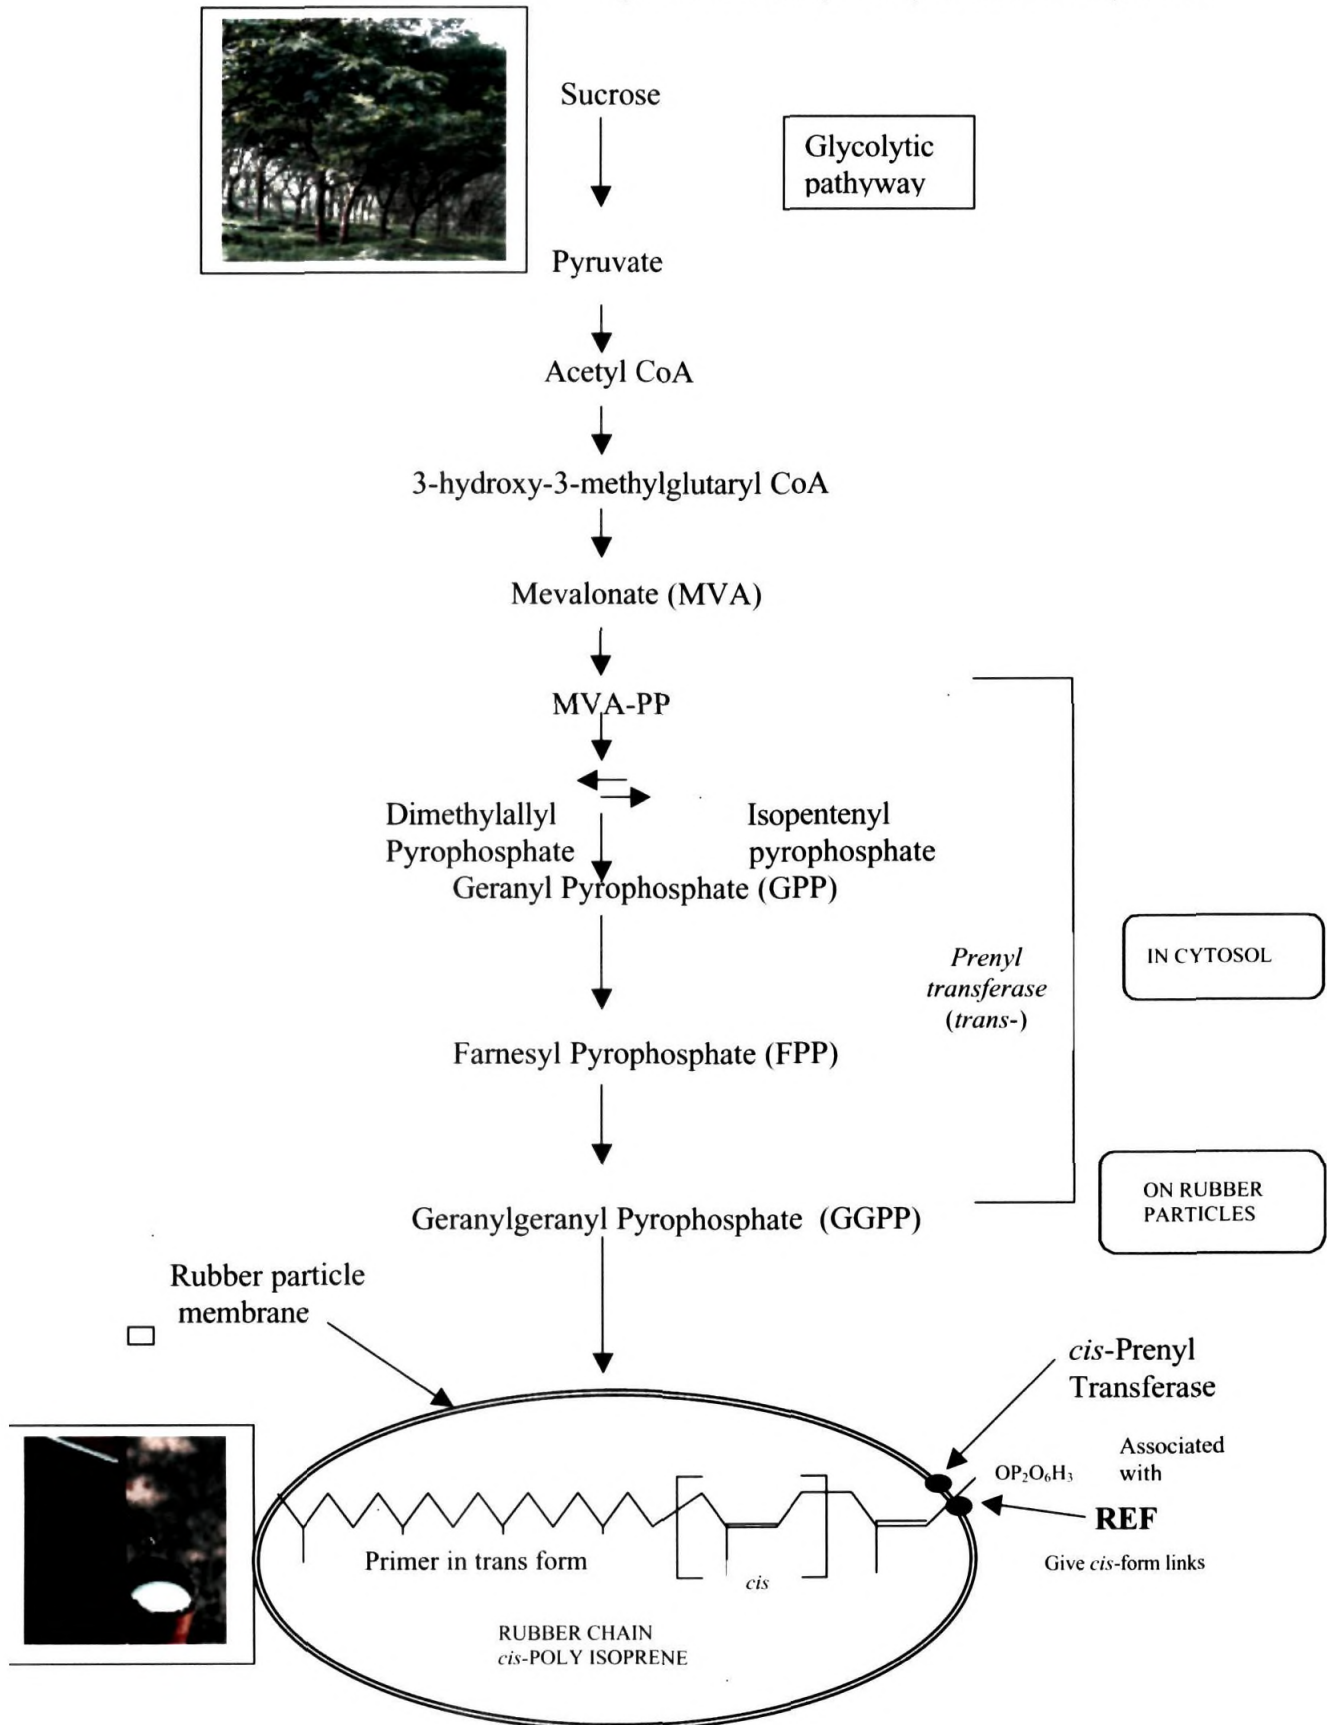 Sucrose
Glycolytic
pathyway
Pyruvate
Acetyl CoA
3-hydroxy-3-methylglutaryl CoA
Mevalonate (MVA)
MVA-PP
Dimethylallyl
Pyrophosphate
Isopentenyl
pyrophosphate
Geranyl Pyrophosphate (GPP)
Prenyl
transferase
(trans-)
IN CYTOSOL
Farnesyl Pyrophosphate (FPP)
ON RUBBER
PARTICLES
Geranylgeranyl Pyrophosphate (GGPP)
Rubber particle
membrane
cis-Prenyl
Transferase
Associated
with
OP₂O₆H₃
REF
Give cis-form links
Primer in trans form
cis
RUBBER CHAIN
cis-POLY ISOPRENE